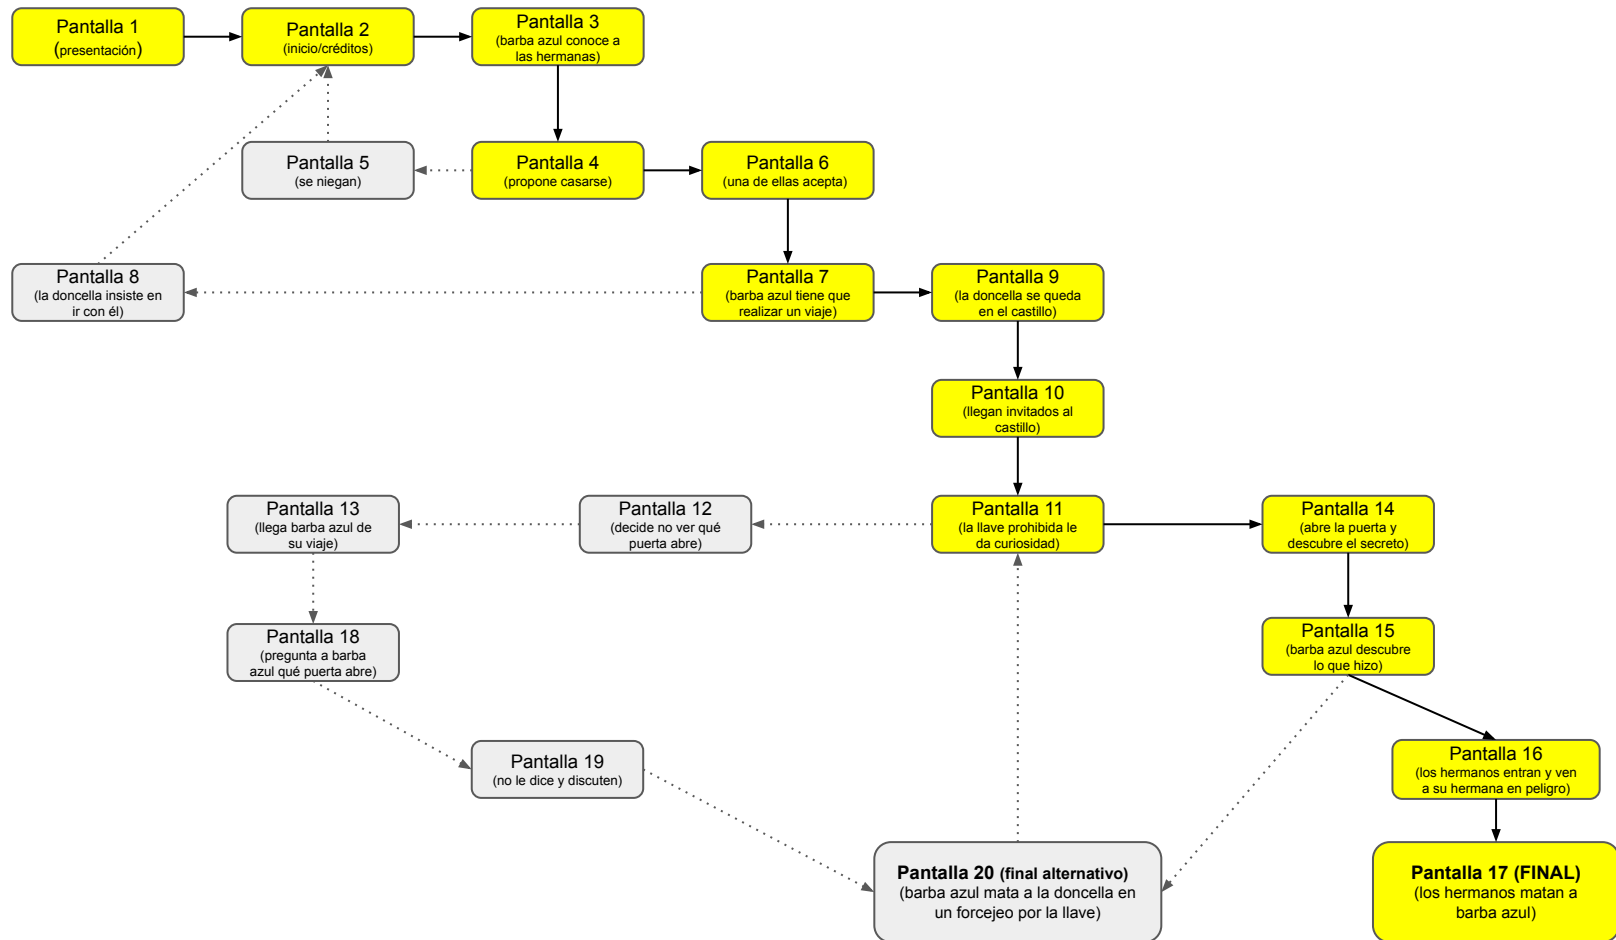 Pantalla 1
(presentación)
Pantalla 2
(inicio/créditos)
Pantalla 3
(barba azul conoce a
las hermanas)
Pantalla 5
(se niegan)
Pantalla 4
(propone casarse)
Pantalla 6
(una de ellas acepta)
Pantalla 8
(la doncella insiste en
ir con él)
Pantalla 7
(barba azul tiene que
realizar un viaje)
Pantalla 9
(la doncella se queda
en el castillo)
Pantalla 10
(llegan invitados al
castillo)
Pantalla 13
(llega barba azul de
su viaje)
Pantalla 12
(decide no ver qué
puerta abre)
Pantalla 11
(la llave prohibida le
da curiosidad)
Pantalla 14
(abre la puerta y
descubre el secreto)
Pantalla 18
(pregunta a barba
azul qué puerta abre)
Pantalla 15
(barba azul descubre
lo que hizo)
Pantalla 19
(no le dice y discuten)
Pantalla 16
(los hermanos entran y ven
a su hermana en peligro)
Pantalla 20 (final alternativo)
(barba azul mata a la doncella en
un forcejeo por la llave)
Pantalla 17 (FINAL)
(los hermanos matan a
barba azul)